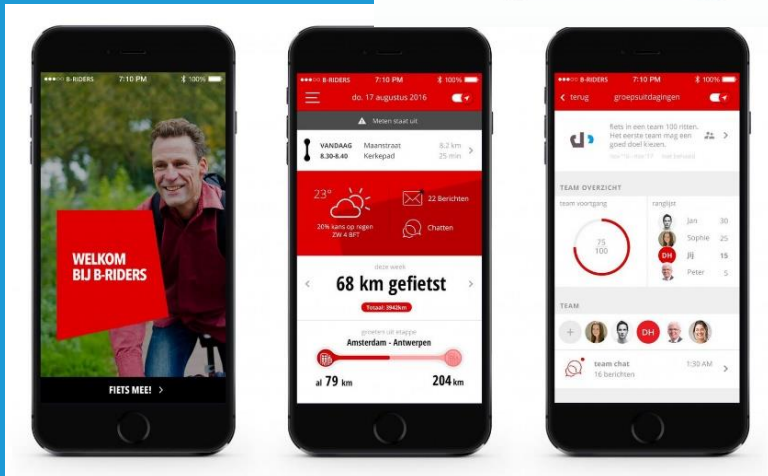 B-RIDERS 7:10 PM 100%
WELKOM
BIJ B-RIDERS
FIETS MEE! >
B-RIDERS 7:10 PM 100%
do. 17 augustus 2016
Meten staat uit
VANDAAG Maanstraat 8.2 km
8.30-8.40 Kerkepad 25 min
23°
22 Berichten
20% kans op regen
ZW 4 BFT
Chatten
deze week
68 km gefietst
Totaal: 3942km
groeten uit etappe
Amsterdam - Antwerpen
al 79 km 204 km
B-RIDERS 7:10 PM 100%
terug groepsuitdagingen
fiets in een team 100 ritten.
Het eerste team mag een
goed doel kiezen.
TEAM OVERZICHT
team voortgang ranglijst
75
100
Jan 30
Sophie 25
DH Jij 15
Peter 5
TEAM
+ DH
team chat 1:30 AM
16 berichten